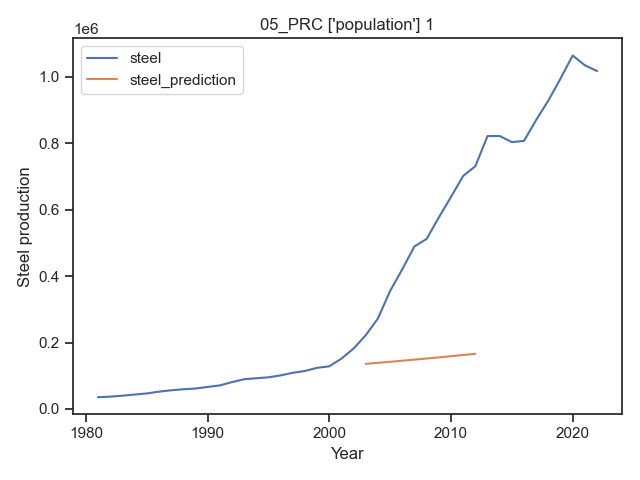 05_PRC ['population'] 1
1e6
steel
steel_prediction
1.0
0.8
0.6
0.4
0.2
0.0
Steel production
1980
1990
2000
2010
2020
Year